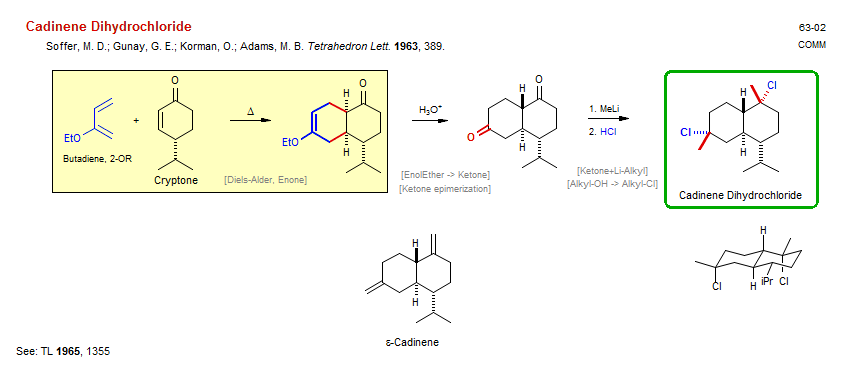 Cadinene Dihydrochloride
63-02
Soffer, M. D.; Gunay, G. E.; Korman, O.; Adams, M. B. Tetrahedron Lett. 1963, 389.
COMM
EtO
Butadiene, 2-OR
+
O
Cryptone
Δ
[Diels-Alder, Enone]
EtO
H
O
H
H₃O⁺
[EnolEther -> Ketone]
[Ketone epimerization]
O
H
O
H
1. MeLi
2. HCl
[Ketone+Li-Alkyl]
[Alkyl-OH -> Alkyl-Cl]
Cl
H
Cl
H
Cadinene Dihydrochloride
H
H
ε-Cadinene
H
Cl
H
iPr
Cl
See: TL 1965, 1355